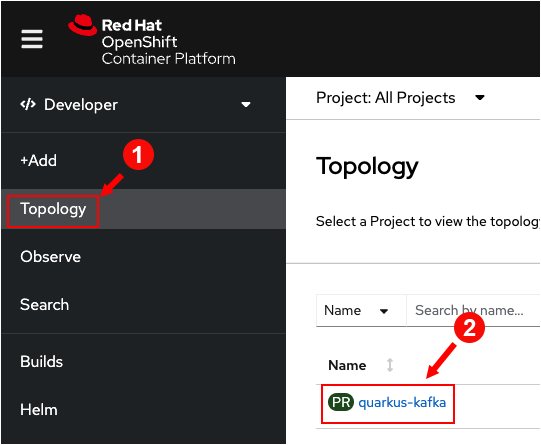 Red Hat
OpenShift
Container Platform
</> Developer
Project: All Projects
+Add
1
Topology
Topology
Select a Project to view the topology
Observe
Search
Name
Search by name...
2
Builds
Name
Helm
PR quarkus-kafka